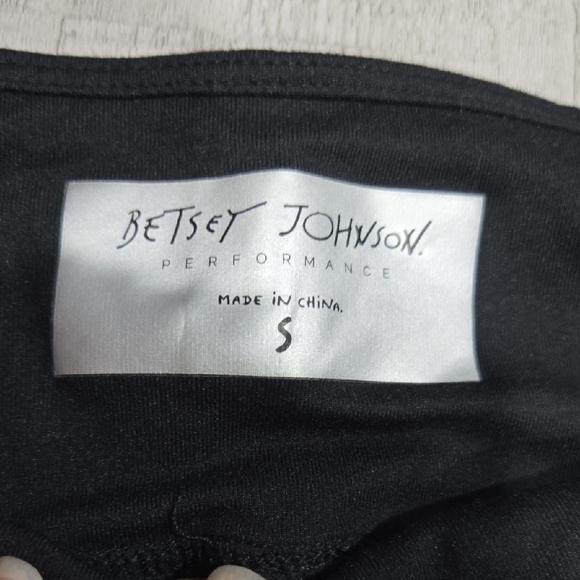 BETSEY JOHNSON.
PERFORMANCE
MADE iN CHiNA.
S